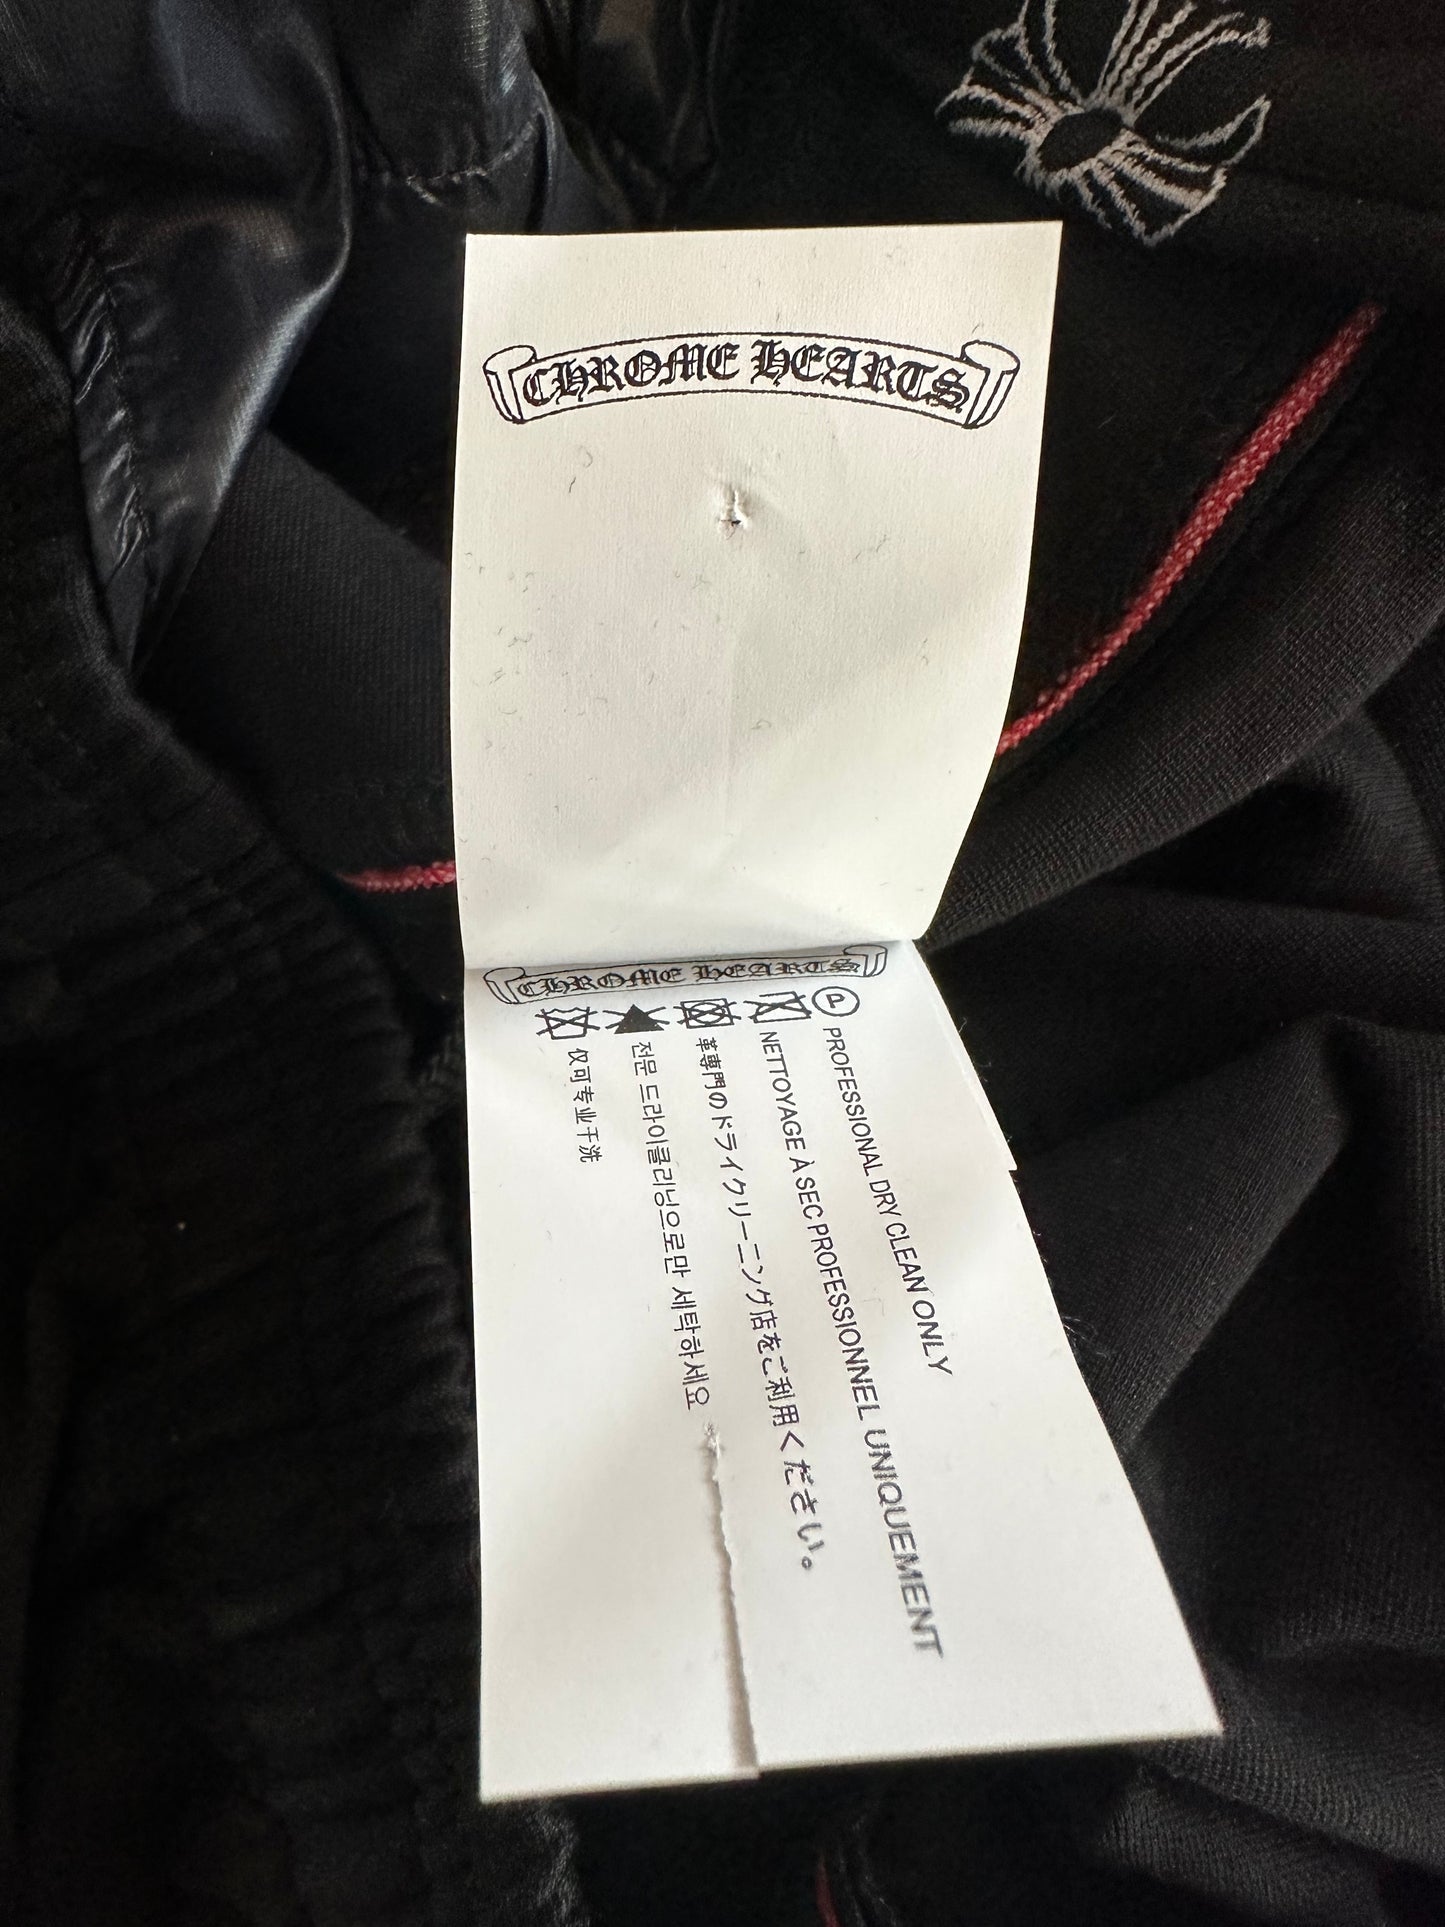 CHROME HEARTS
CHROME HEARTS
P
PROFESSIONAL DRY CLEAN ONLY
NETTOYAGE À SEC PROFESSIONNEL UNIQUEMENT
革専門のドライクリーニング店をご利用ください。
전문 드라이클리닝으로만 세탁하세요
仅可专业干洗